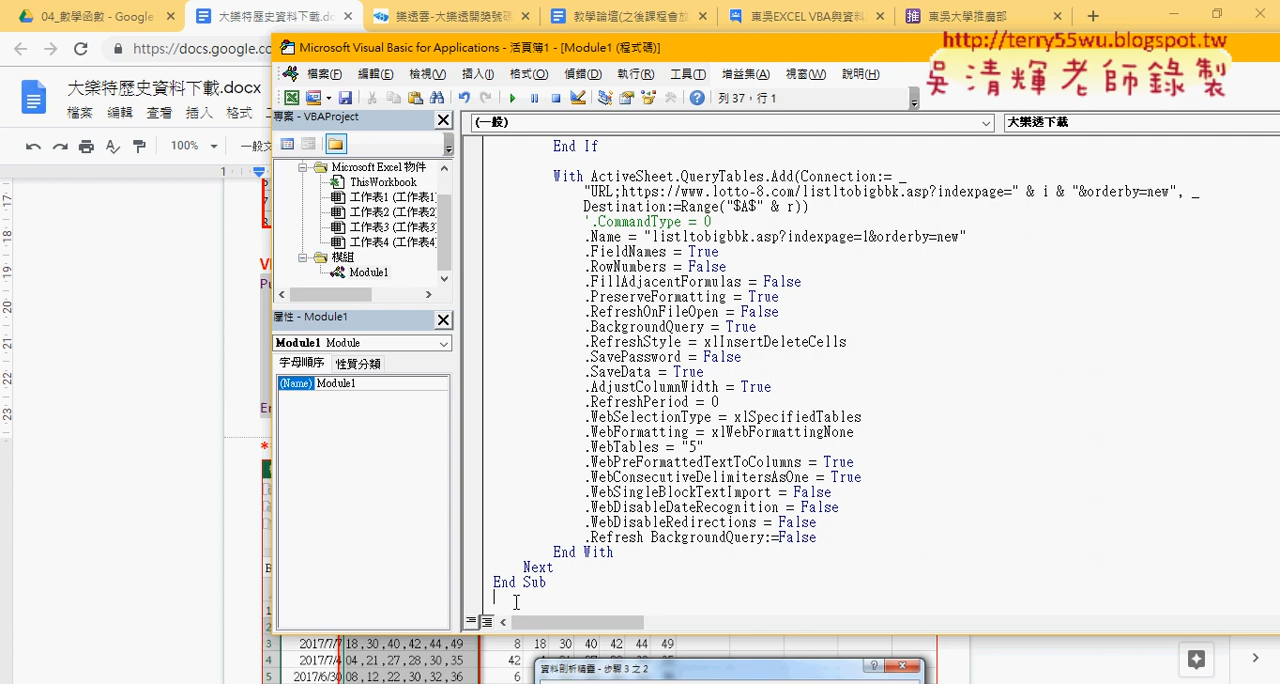 04_數學函數 - Google
大樂特歷史資料下載.d
樂透雲-大樂透開獎號碼
教學論壇(之後課程會放
東吳EXCEL VBA與資料
東吳大學推廣部
https://docs.google.co
大樂特歷史資料下載.docx
檔案 編輯 查看 插入 格式
100% 一般文
Microsoft Visual Basic for Applications - 活頁簿1 - [Module1 (程式碼)]
http://terry55wu.blogspot.tw
吳清輝老師錄製
檔案(F) 編輯(E) 檢視(V) 插入(I) 格式(O) 偵錯(D) 執行(R) 工具(T) 增益集(A) 視窗(W) 說明(H)
列 37，行 1
專案 - VBAProject
(一般)
大樂透下載
Microsoft Excel 物件
ThisWorkbook
工作表1 (工作表1
工作表2 (工作表2
工作表3 (工作表3
工作表4 (工作表4
模組
Module1
屬性 - Module1
Module1 Module
字母順序 性質分類
(Name) Module1
End If
With ActiveSheet.QueryTables.Add(Connection:= _
"URL;https://www.lotto-8.com/listltobigbbk.asp?indexpage=" & i & "&orderby=new", _
Destination:=Range("$A$" & r))
'.CommandType = 0
.Name = "listltobigbbk.asp?indexpage=1&orderby=new"
.FieldNames = True
.RowNumbers = False
.FillAdjacentFormulas = False
.PreserveFormatting = True
.RefreshOnFileOpen = False
.BackgroundQuery = True
.RefreshStyle = xlInsertDeleteCells
.SavePassword = False
.SaveData = True
.AdjustColumnWidth = True
.RefreshPeriod = 0
.WebSelectionType = xlSpecifiedTables
.WebFormatting = xlWebFormattingNone
.WebTables = "5"
.WebPreFormattedTextToColumns = True
.WebConsecutiveDelimitersAsOne = True
.WebSingleBlockTextImport = False
.WebDisableDateRecognition = False
.WebDisableRedirections = False
.Refresh BackgroundQuery:=False
End With
Next
End Sub
3 2017/7/7 18,30,40,42,44,49 8 18 30 40 42 44 49
4 2017/7/4 04,21,27,28,30,35 42
5 2017/6/30 08,12,22,30,32,36 6
資料剖析精靈 - 步驟 3 之 2